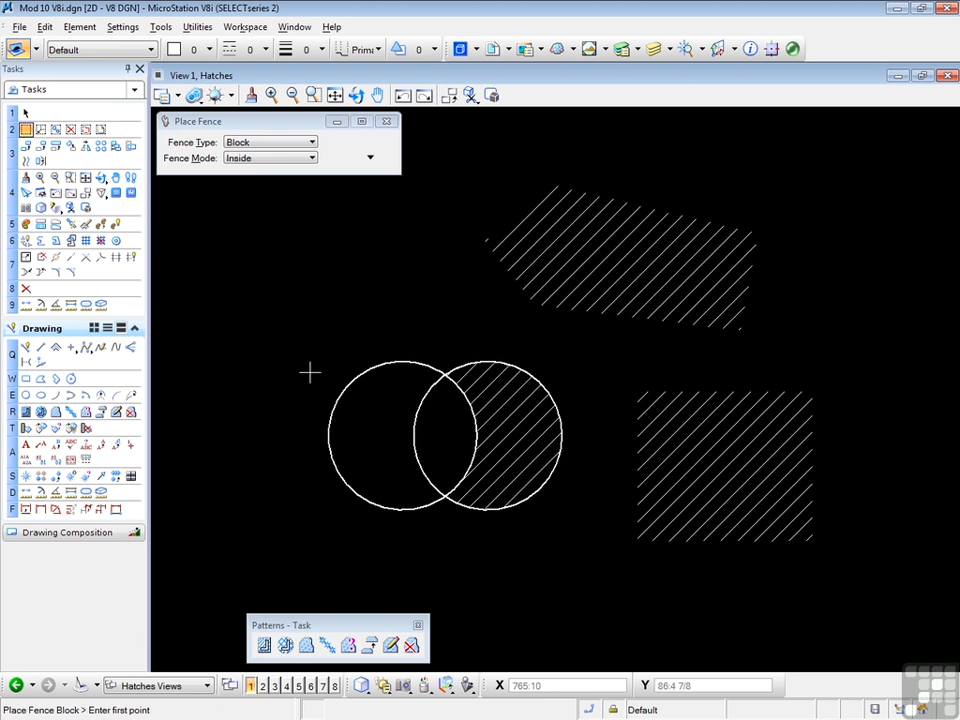 Mod 10 V8i.dgn [2D - V8 DGN] - MicroStation V8i (SELECTseries 2)
File Edit Element Settings Tools Utilities Workspace Window Help
Default 0 0 0 Prima 0
Tasks
Tasks
View 1, Hatches
Place Fence
Fence Type: Block
Fence Mode: Inside
1
2
3
4
5
6
7
8
9
Drawing
Q
W
E
R
T
A
S
D
F
Drawing Composition
Patterns - Task
Hatches Views 1 2 3 4 5 6 7 8 X 765:10 Y 86:4 7/8
Place Fence Block > Enter first point Default